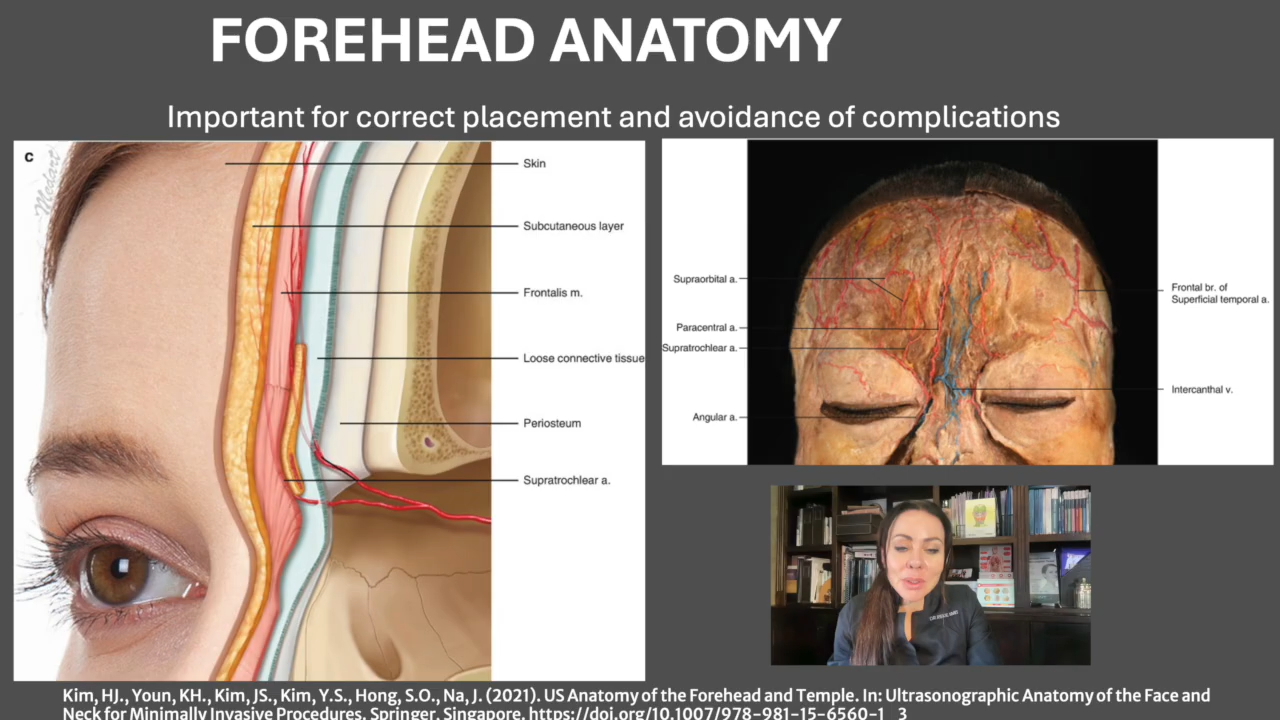 FOREHEAD ANATOMY
Important for correct placement and avoidance of complications
c
Medart
Skin
Subcutaneous layer
Frontalis m.
Loose connective tissue
Periosteum
Supratrochlear a.
Supraorbital a.
Paracentral a.
Supratrochlear a.
Angular a.
Frontal br. of
Superficial temporal a.
Intercanthal v.
Kim, HJ., Youn, KH., Kim, JS., Kim, Y.S., Hong, S.O., Na, J. (2021). US Anatomy of the Forehead and Temple. In: Ultrasonographic Anatomy of the Face and
Neck for Minimally Invasive Procedures. Springer, Singapore. https://doi.org/10.1007/978-981-15-6560-1_3